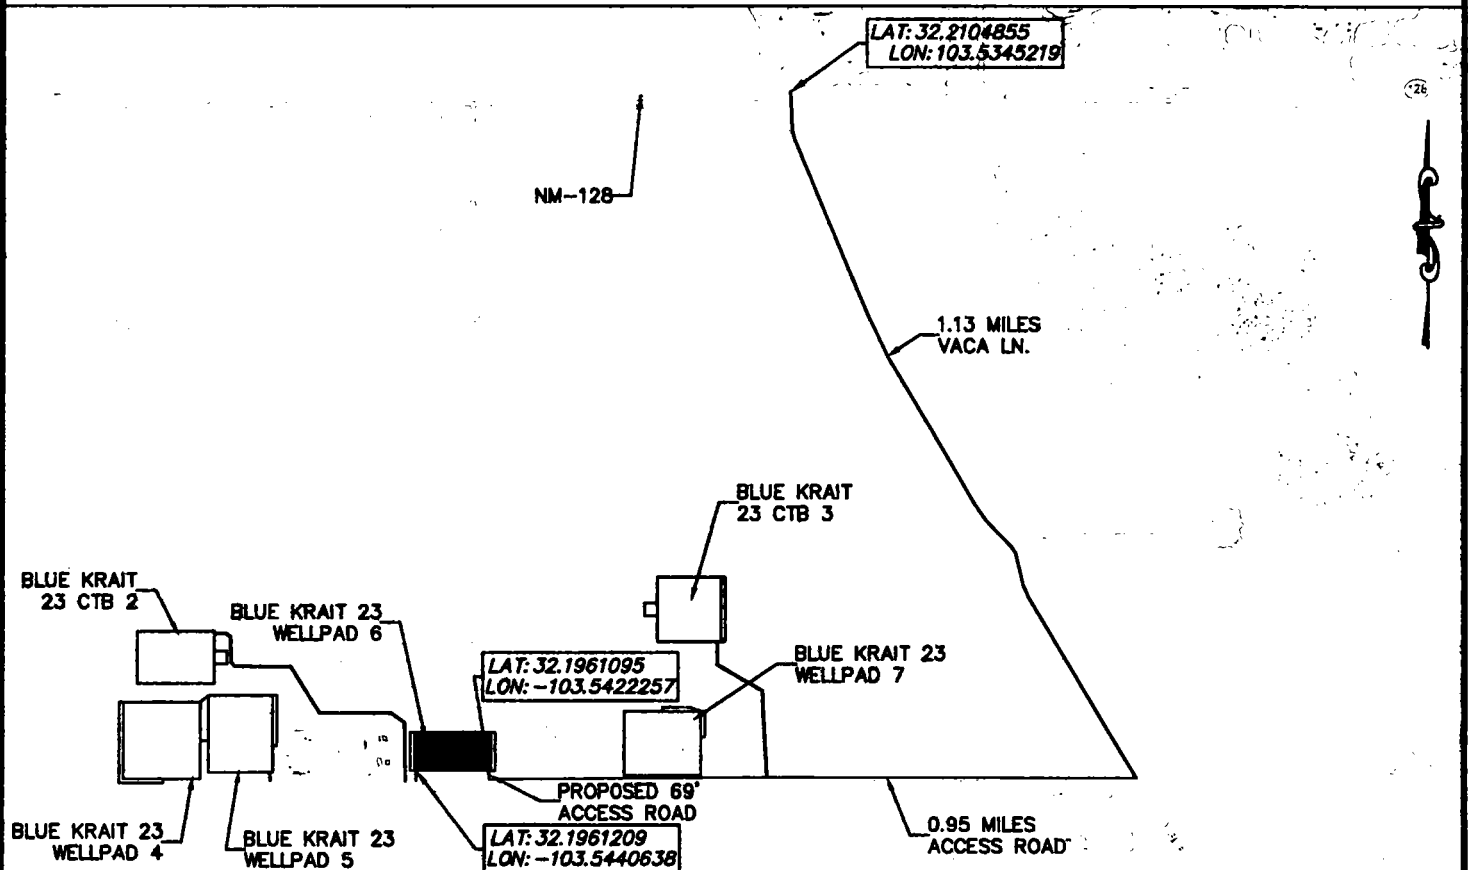 LAT: 32.2104855
LON: 103.5345219
126
NM-128
1.13 MILES
VACA LN.
BLUE KRAIT
23 CTB 3
BLUE KRAIT
23 CTB 2
BLUE KRAIT 23
WELLPAD 6
LAT: 32.1961095
LON: -103.5422257
BLUE KRAIT 23
WELLPAD 7
PROPOSED 69'
ACCESS ROAD
BLUE KRAIT 23
WELLPAD 4
BLUE KRAIT 23
WELLPAD 5
LAT: 32.1961209
LON: -103.5440638
0.95 MILES
ACCESS ROAD